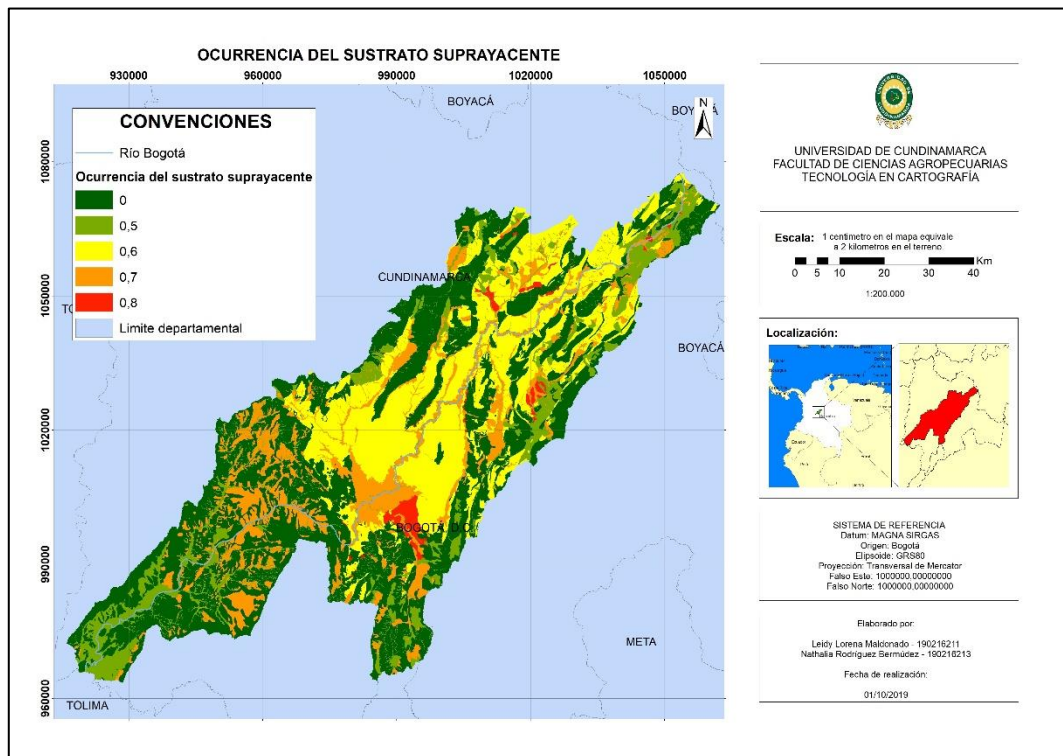 OCURRENCIA DEL SUSTRATO SUPRAYACENTE
930000 960000 990000 1020000 1050000
BOYACÁ
BOYACÁ
N
CONVENCIONES
Río Bogotá
Ocurrencia del sustrato suprayacente
0
0,5
0,6
0,7
0,8
Limite departamental
CUNDINAMARCA
BOYACÁ
BOGOTÁ, D.C.
META
TOLIMA
1080000
1050000
1020000
990000
960000
UNIVERSIDAD DE CUNDINAMARCA
FACULTAD DE CIENCIAS AGROPECUARIAS
TECNOLOGÍA EN CARTOGRAFÍA
Escala: 1 centimetro en el mapa equivale
a 2 kilometros en el terreno.
0 5 10 20 30 40 Km
1:200.000
Localización:
SISTEMA DE REFERENCIA
Datum: MAGNA SIRGAS
Origen: Bogotá
Elipsoide: GRS80
Proyección: Transversal de Mercator
Falso Este: 1000000,00000000
Falso Norte: 1000000,00000000
Elaborado por:
Leidy Lorena Maldonado - 190216211
Nathalia Rodríguez Bermúdez - 190216213
Fecha de realización:
01/10/2019